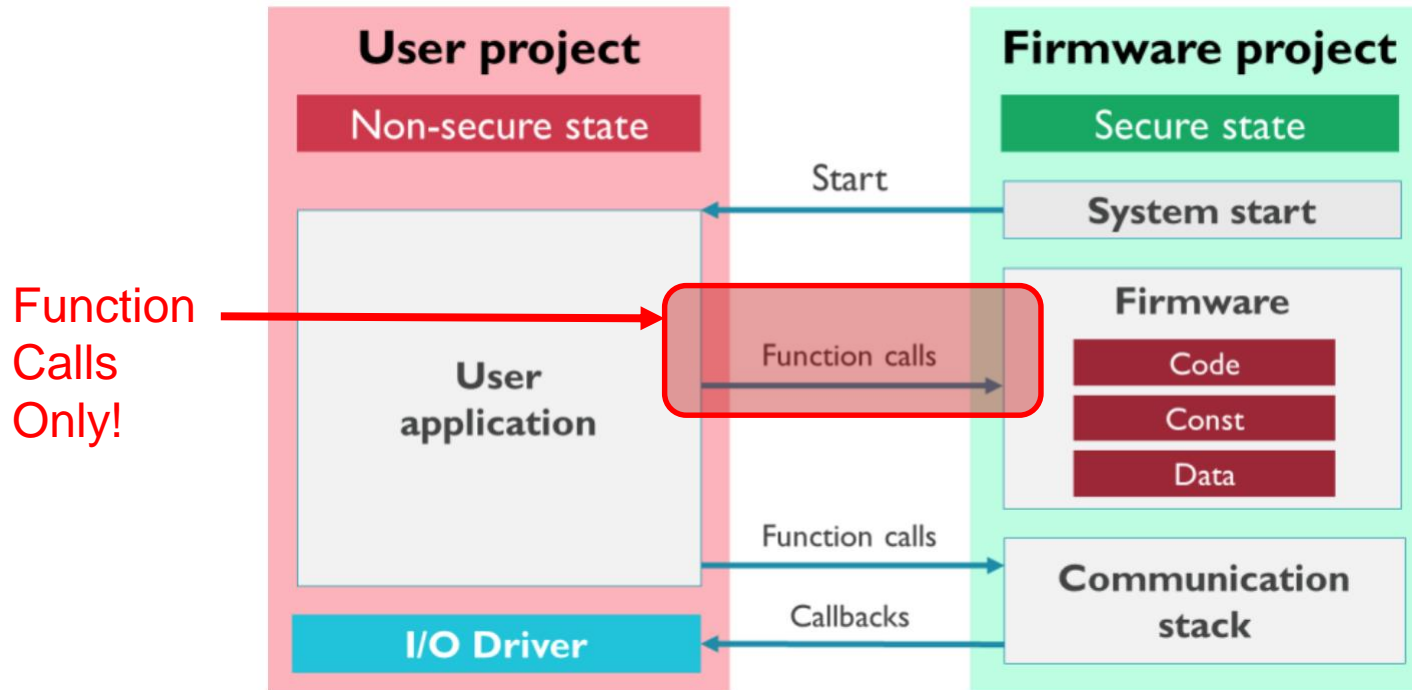 User project
Firmware project
Non-secure state
Secure state
Start
System start
Function
Calls
Only!
User
application
Function calls
Firmware
Code
Const
Data
Function calls
Communication
stack
Callbacks
I/O Driver